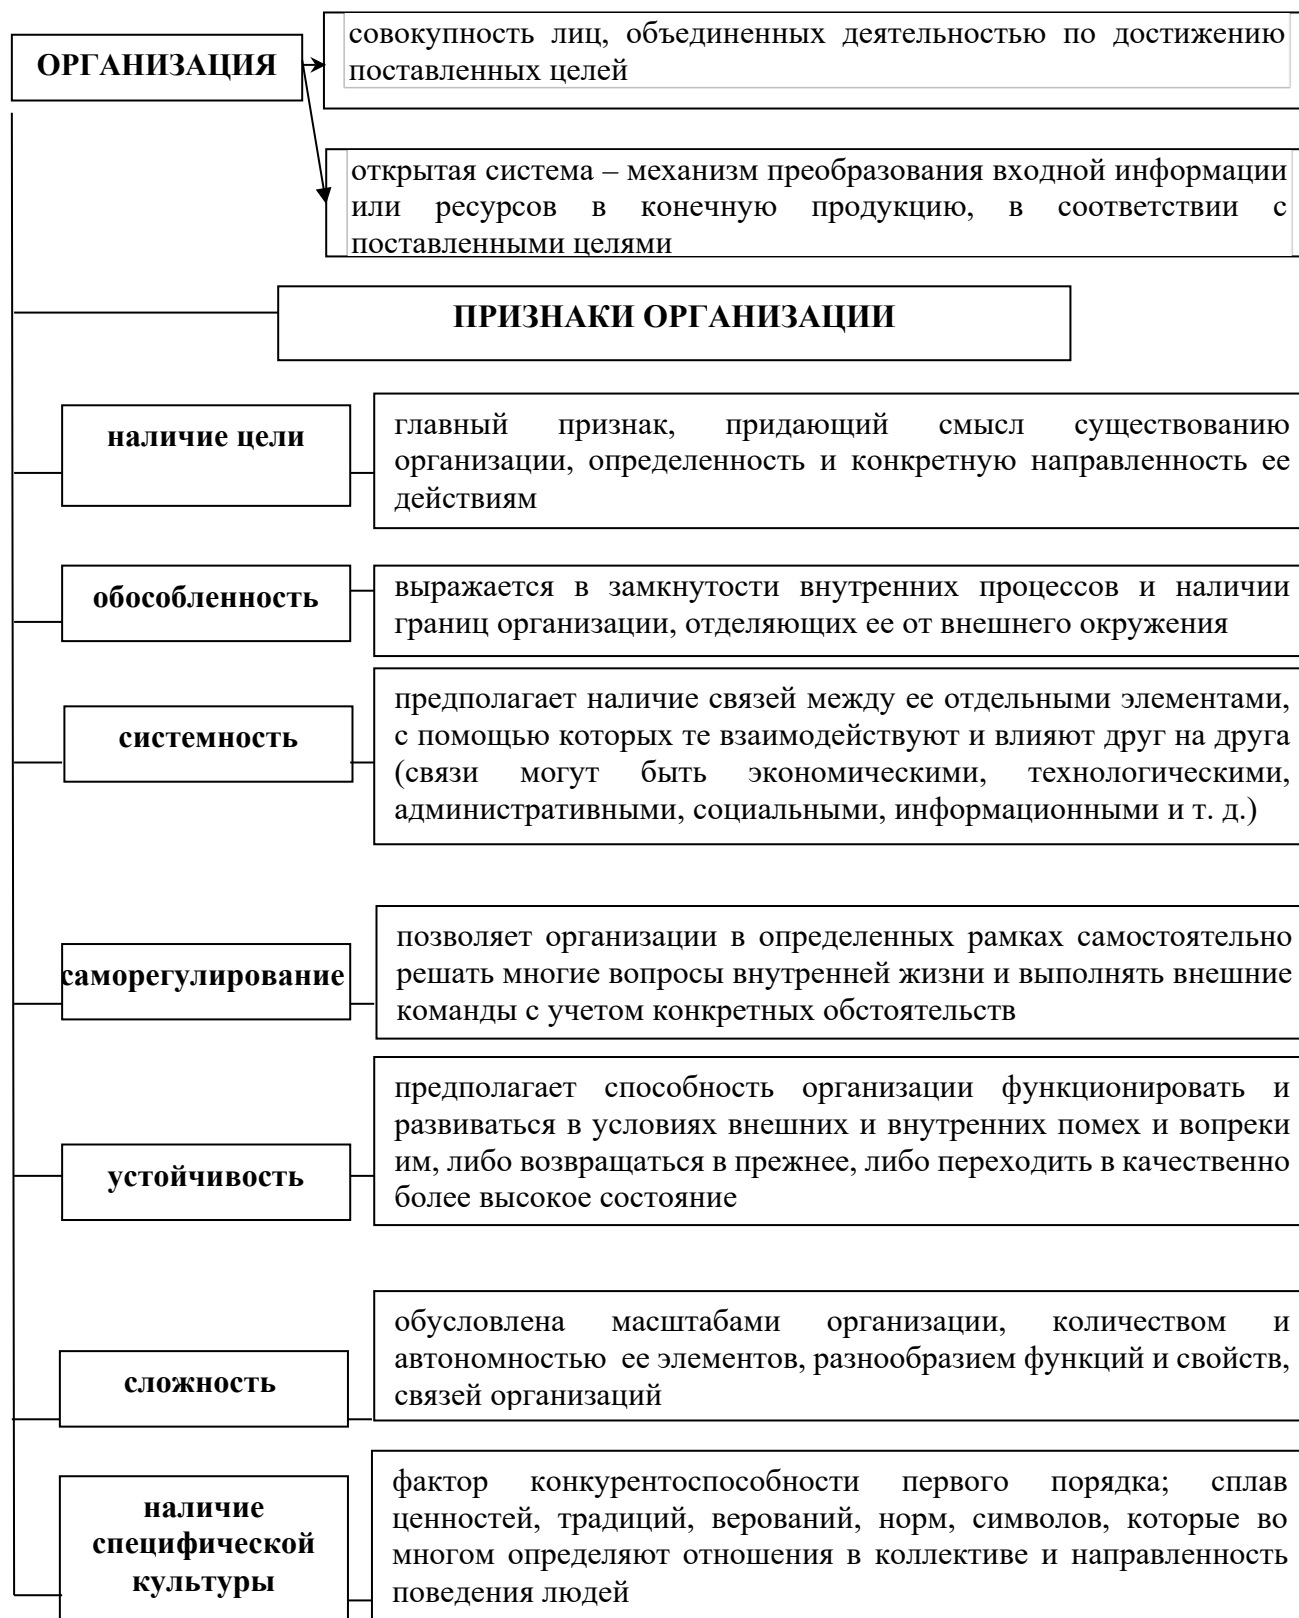 ОРГАНИЗАЦИЯ
совокупность лиц, объединенных деятельностью по достижению
поставленных целей
открытая система – механизм преобразования входной информации
или ресурсов в конечную продукцию, в соответствии с
поставленными целями
ПРИЗНАКИ ОРГАНИЗАЦИИ
наличие цели
главный признак, придающий смысл существованию
организации, определенность и конкретную направленность ее
действиям
обособленность
выражается в замкнутости внутренних процессов и наличии
границ организации, отделяющих ее от внешнего окружения
системность
предполагает наличие связей между ее отдельными элементами,
с помощью которых те взаимодействуют и влияют друг на друга
(связи могут быть экономическими, технологическими,
административными, социальными, информационными и т. д.)
саморегулирование
позволяет организации в определенных рамках самостоятельно
решать многие вопросы внутренней жизни и выполнять внешние
команды с учетом конкретных обстоятельств
устойчивость
предполагает способность организации функционировать и
развиваться в условиях внешних и внутренних помех и вопреки
им, либо возвращаться в прежнее, либо переходить в качественно
более высокое состояние
сложность
обусловлена масштабами организации, количеством и
автономностью ее элементов, разнообразием функций и свойств,
связей организаций
наличие
специфической
культуры
фактор конкурентоспособности первого порядка; сплав
ценностей, традиций, верований, норм, символов, которые во
многом определяют отношения в коллективе и направленность
поведения людей